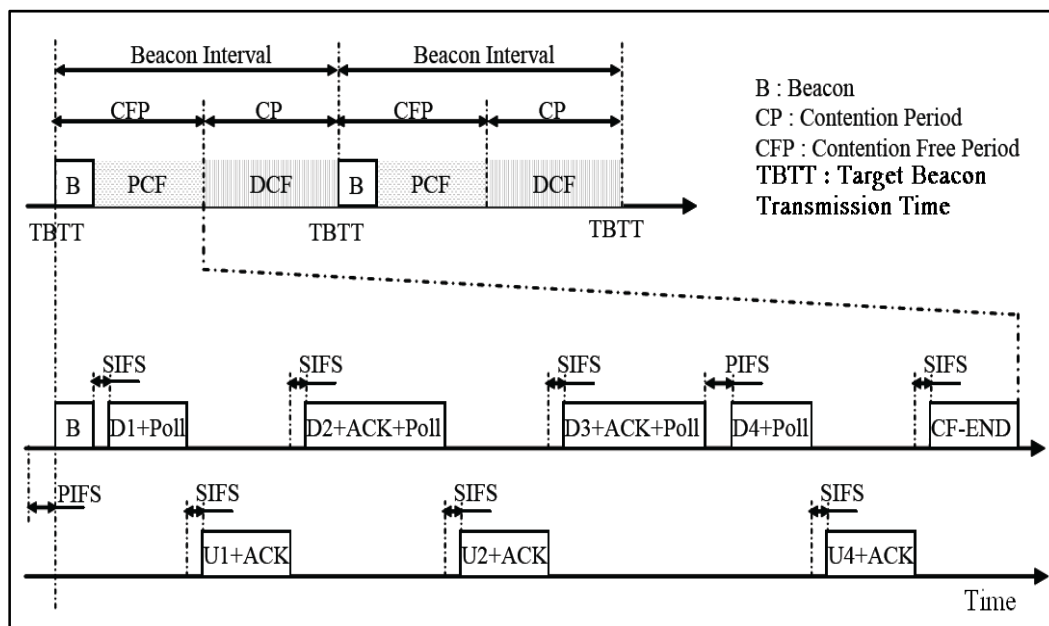 Beacon Interval
Beacon Interval
CFP
CP
CFP
CP
B
PCF
DCF
B
PCF
DCF
TBTT
TBTT
TBTT
B : Beacon
CP : Contention Period
CFP : Contention Free Period
TBTT : Target Beacon
Transmission Time
SIFS
SIFS
SIFS
PIFS
SIFS
B
D1+Poll
D2+ACK+Poll
D3+ACK+Poll
D4+Poll
CF-END
PIFS
SIFS
SIFS
SIFS
U1+ACK
U2+ACK
U4+ACK
Time